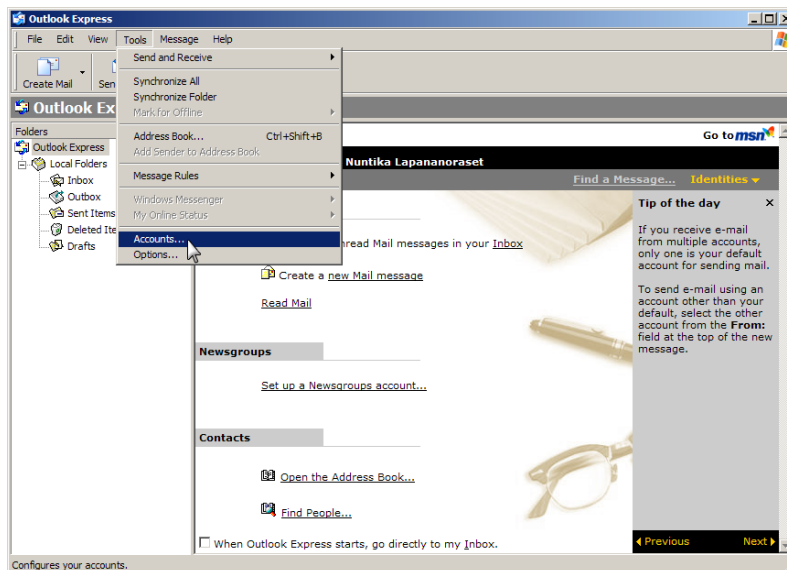 Outlook Express
File Edit View Tools Message Help
Create Mail
Send and Receive
Synchronize All
Synchronize Folder
Mark for Offline
Address Book... Ctrl+Shift+B
Add Sender to Address Book
Message Rules
Windows Messenger
My Online Status
Accounts...
Options...
Outlook Ex
Go to msn
Folders
Outlook Express
Local Folders
Inbox
Outbox
Sent Items
Deleted Ite
Drafts
Nuntika Lapananoraset
Find a Message... Identities
nread Mail messages in your Inbox
Create a new Mail message
Read Mail
Newsgroups
Set up a Newsgroups account...
Contacts
Open the Address Book...
Find People...
When Outlook Express starts, go directly to my Inbox.
Tip of the day X
If you receive e-mail
from multiple accounts,
only one is your default
account for sending mail.
To send e-mail using an
account other than your
default, select the other
account from the From:
field at the top of the new
message.
Previous Next
Configures your accounts.